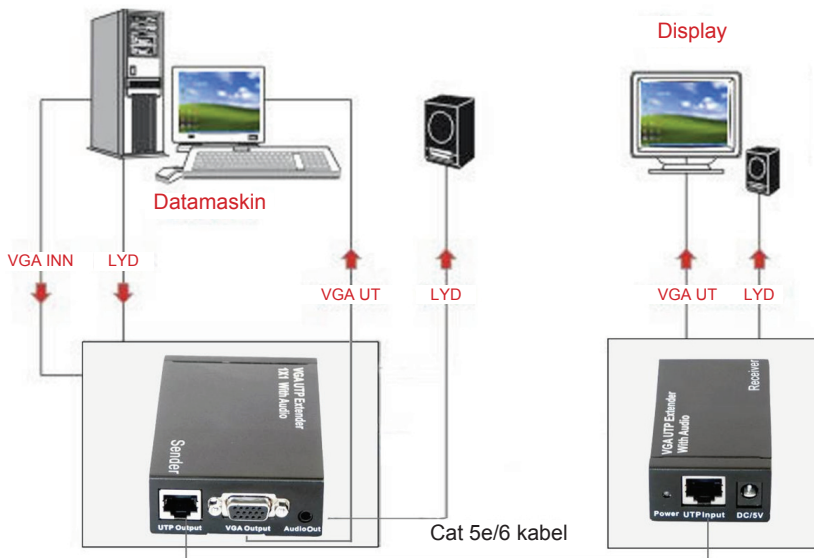 Display
Datamaskin
VGA INN
LYD
VGA UT
LYD
VGA UT
LYD
VGA UTP Extender
1X1 With Audio
Sender
UTP Output
VGA Output
AudioOut
Cat 5e/6 kabel
Receiver
VGA UTP Extender
With Audio
Power
UTP Input
DC/5V